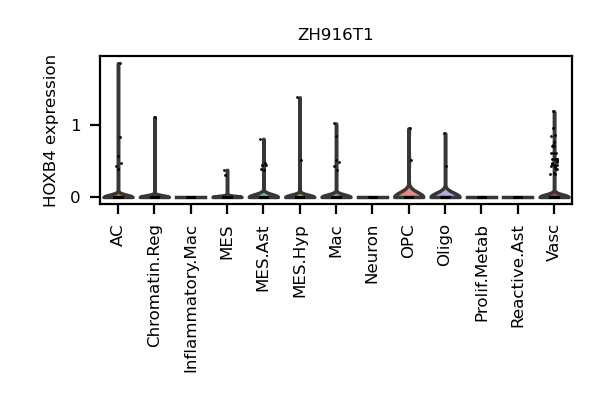 ZH916T1
HOXB4 expression
1
0
AC
Chromatin.Reg
Inflammatory.Mac
MES
MES.Ast
MES.Hyp
Mac
Neuron
OPC
Oligo
Prolif.Metab
Reactive.Ast
Vasc